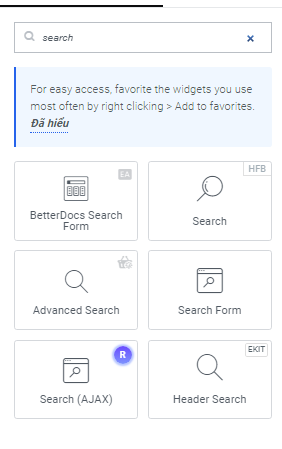 search
×
For easy access, favorite the widgets you use
most often by right clicking > Add to favorites.
Đã hiểu
EA
BetterDocs Search
Form
HFB
Search
Advanced Search
Search Form
R
Search (AJAX)
EKIT
Header Search